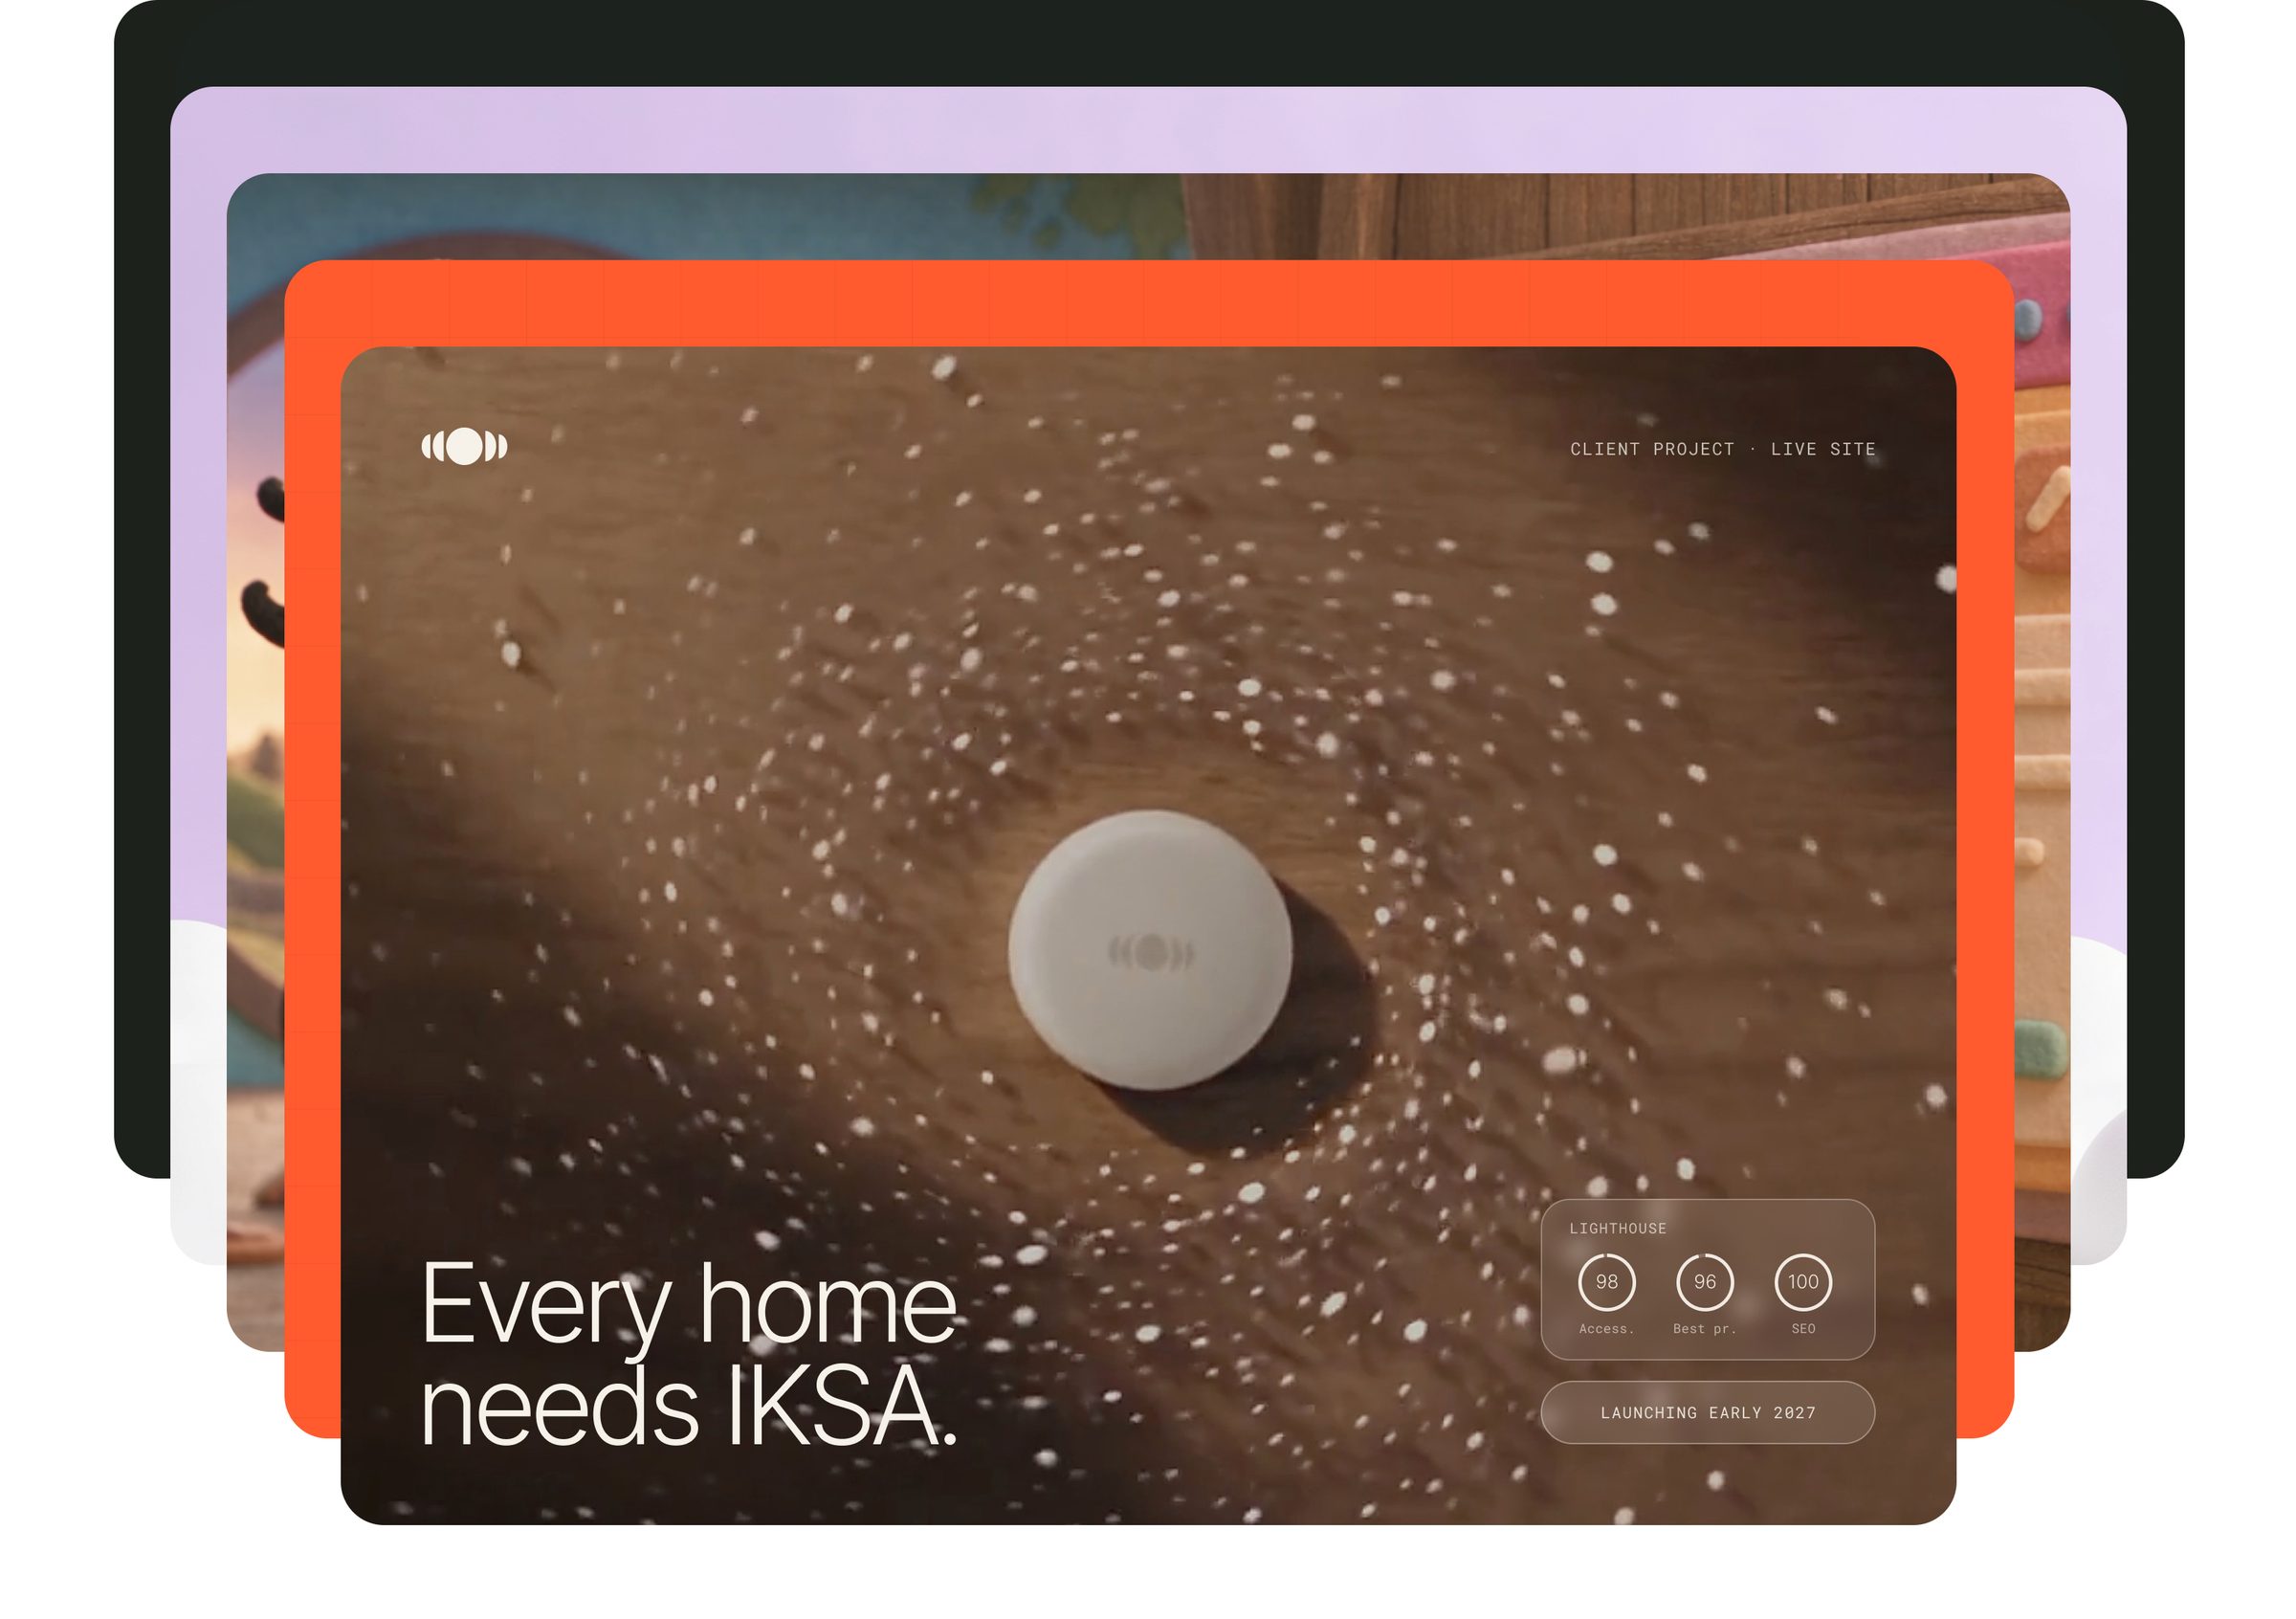 CLIENT PROJECT · LIVE SITE
Every home
needs IKSA.
LIGHTHOUSE
98 96 100
Access. Best pr. SEO
LAUNCHING EARLY 2027